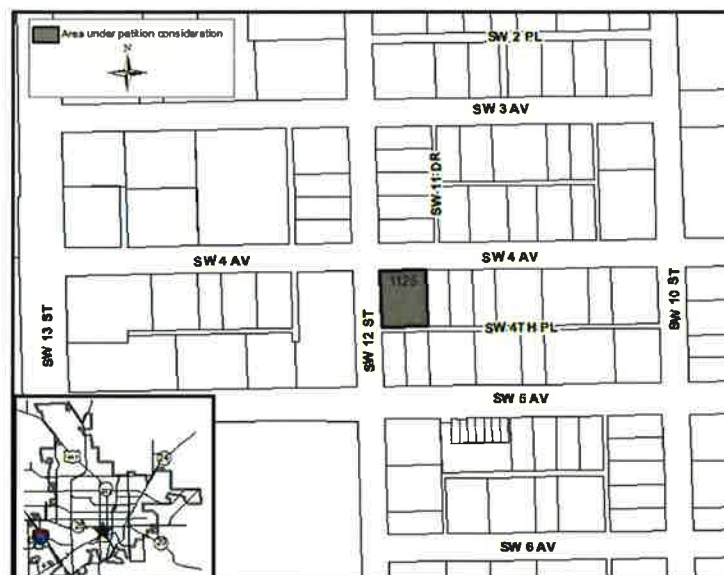 Area under petition consideration
N
SW 2 PL
SW 3 AV
SW 11 DR
SW 4 AV
SW 4 AV
1125
SW 13 ST
SW 12 ST
SW 4TH PL
SW 10 ST
SW 5 AV
SW 6 AV